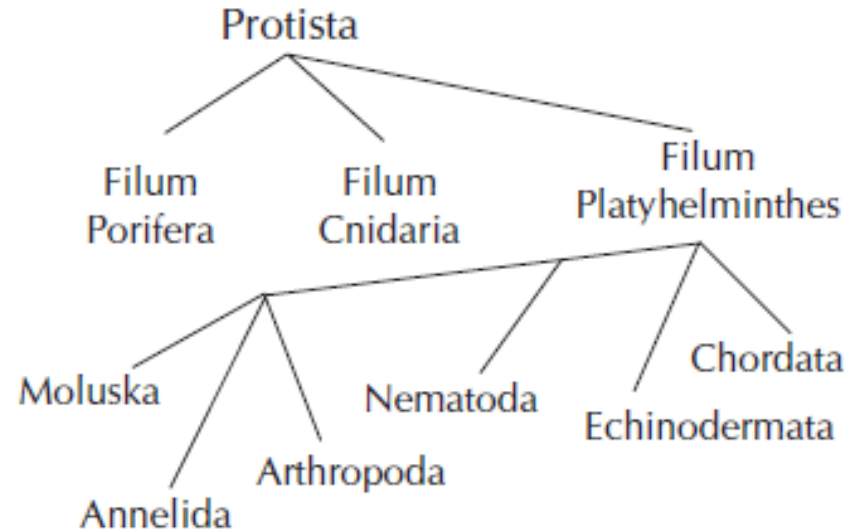 Protista
Filum
Porifera
Filum
Cnidaria
Filum
Platyhelminthes
Moluska
Annelida
Arthropoda
Nematoda
Echinodermata
Chordata